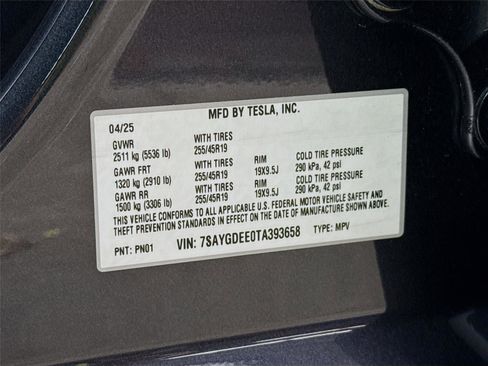 MFD BY TESLA, INC.
04/25
GVWR WITH TIRES
2511 kg (5536 lb) 255/45R19
GAWR FRT WITH TIRES RIM COLD TIRE PRESSURE
1320 kg (2910 lb) 255/45R19 19X9.5J 290 kPa, 42 psi
GAWR RR WITH TIRES RIM COLD TIRE PRESSURE
1500 kg (3306 lb) 255/45R19 19X9.5J 290 kPa, 42 psi
THIS VEHICLE CONFORMS TO ALL APPLICABLE U.S. FEDERAL MOTOR VEHICLE SAFETY AND
THEFT PREVENTION STANDARDS IN EFFECT ON THE DATE OF MANUFACTURE SHOWN ABOVE.
PNT: PN01 VIN: 7SAYGDEE0TA393658 TYPE: MPV